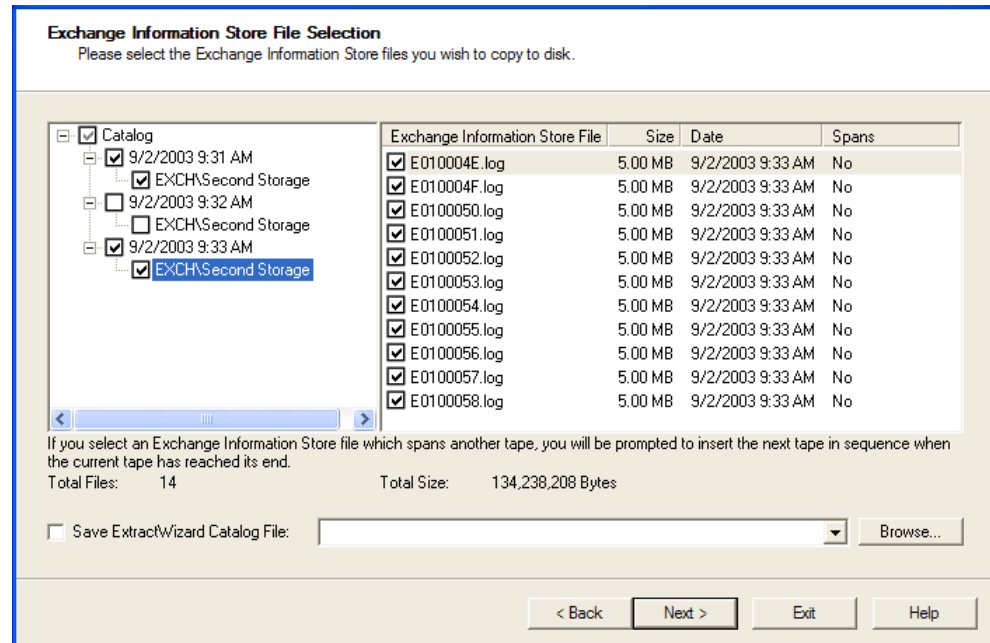 Exchange Information Store File Selection
Please select the Exchange Information Store files you wish to copy to disk.
Catalog
9/2/2003 9:31 AM
EXCH\Second Storage
9/2/2003 9:32 AM
EXCH\Second Storage
9/2/2003 9:33 AM
EXCH\Second Storage
Exchange Information Store File Size Date Spans
E010004E.log 5.00 MB 9/2/2003 9:33 AM No
E010004F.log 5.00 MB 9/2/2003 9:33 AM No
E0100050.log 5.00 MB 9/2/2003 9:33 AM No
E0100051.log 5.00 MB 9/2/2003 9:33 AM No
E0100052.log 5.00 MB 9/2/2003 9:33 AM No
E0100053.log 5.00 MB 9/2/2003 9:33 AM No
E0100054.log 5.00 MB 9/2/2003 9:33 AM No
E0100055.log 5.00 MB 9/2/2003 9:33 AM No
E0100056.log 5.00 MB 9/2/2003 9:33 AM No
E0100057.log 5.00 MB 9/2/2003 9:33 AM No
E0100058.log 5.00 MB 9/2/2003 9:33 AM No
If you select an Exchange Information Store file which spans another tape, you will be prompted to insert the next tape in sequence when
the current tape has reached its end.
Total Files: 14 Total Size: 134,238,208 Bytes
Save ExtractWizard Catalog File: Browse...
< Back Next > Exit Help